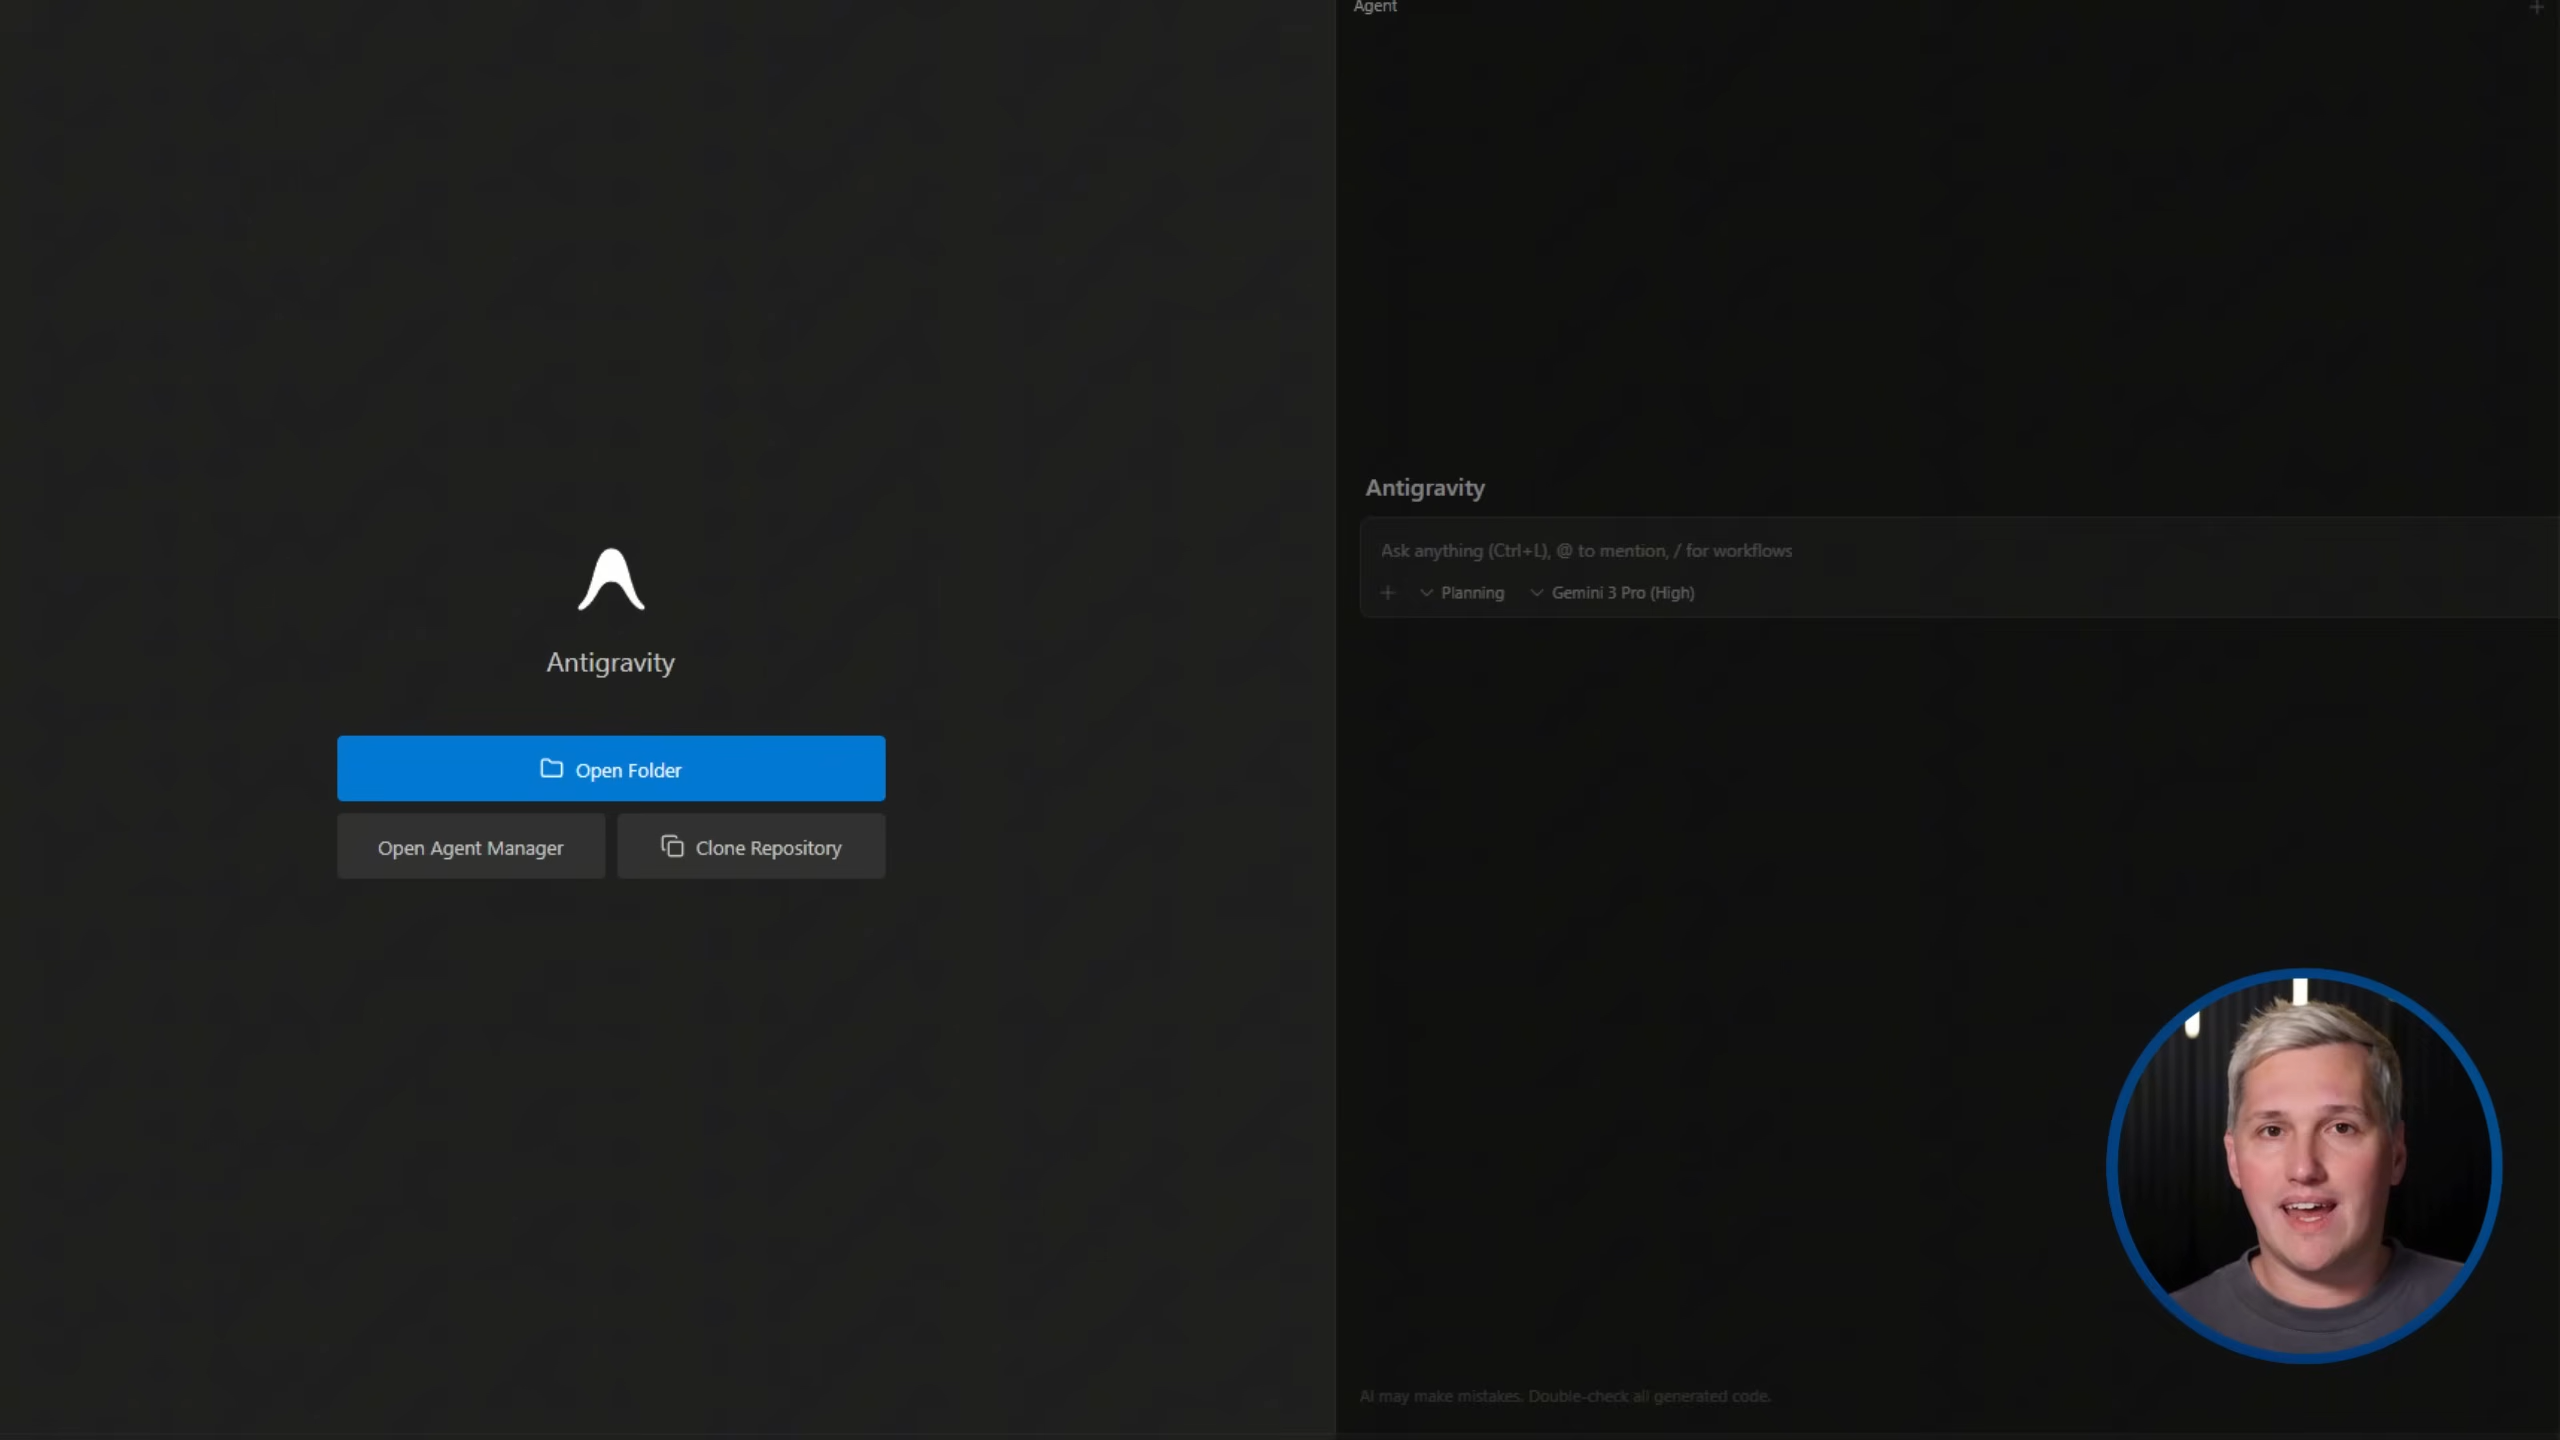 Agent
Antigravity
Ask anything (Ctrl+L), @ to mention, / for workflows
Planning
Gemini 3 Pro (High)
Antigravity
Open Folder
Open Agent Manager
Clone Repository
AI may make mistakes. Double-check all generated code.